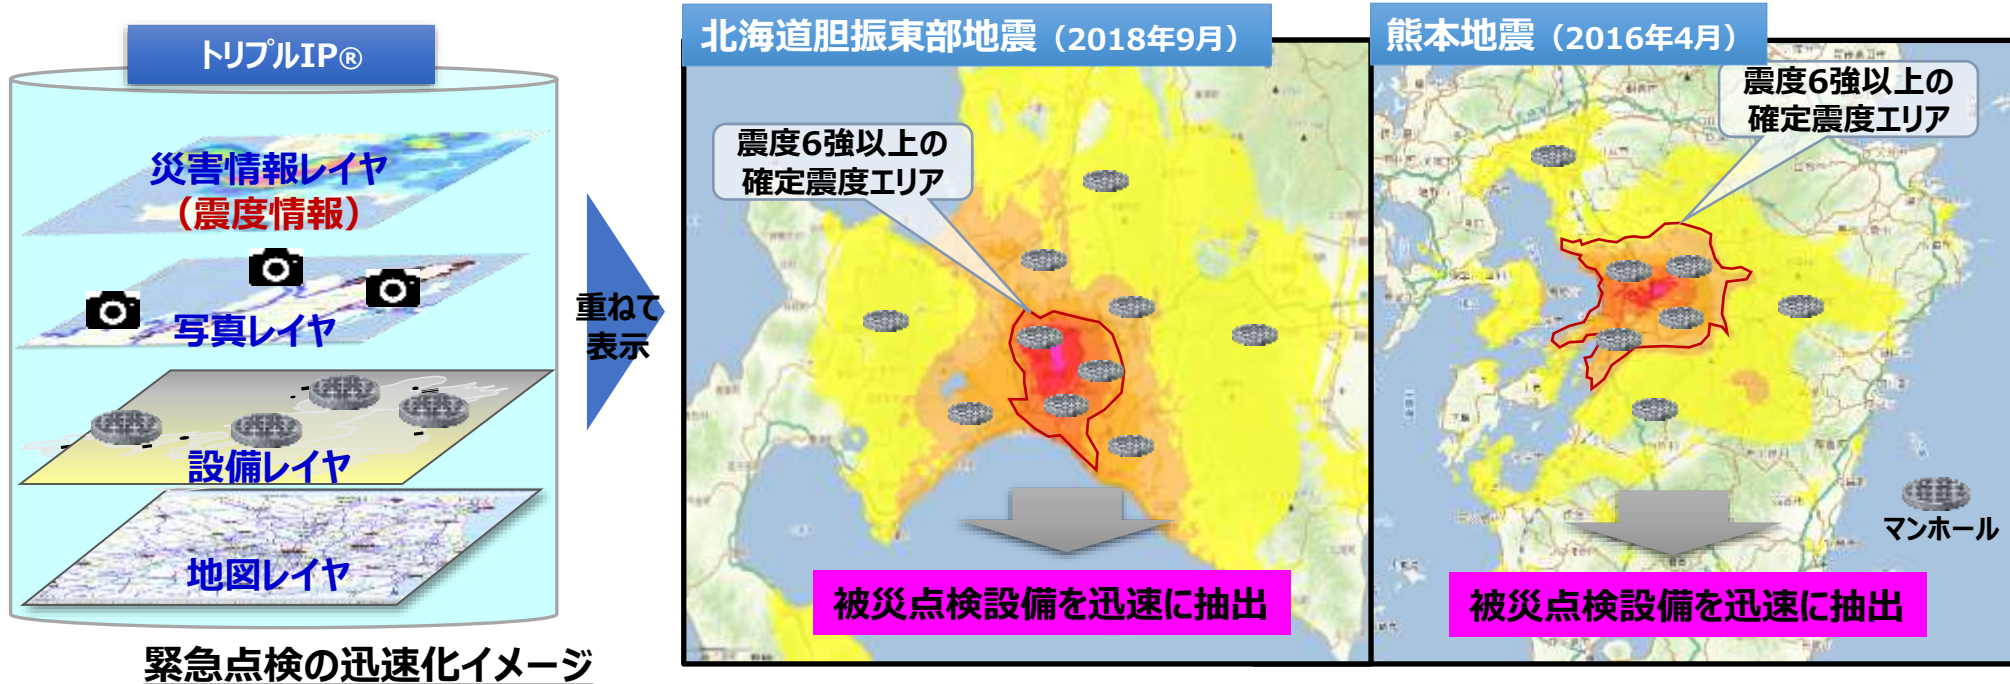 トリプルIP®
災害情報レイヤ
（震度情報）
写真レイヤ
設備レイヤ
地図レイヤ
緊急点検の迅速化イメージ
重ねて
表示
北海道胆振東部地震（2018年9月）
震度6強以上の
確定震度エリア
被災点検設備を迅速に抽出
熊本地震（2016年4月）
震度6強以上の
確定震度エリア
マンホール
被災点検設備を迅速に抽出